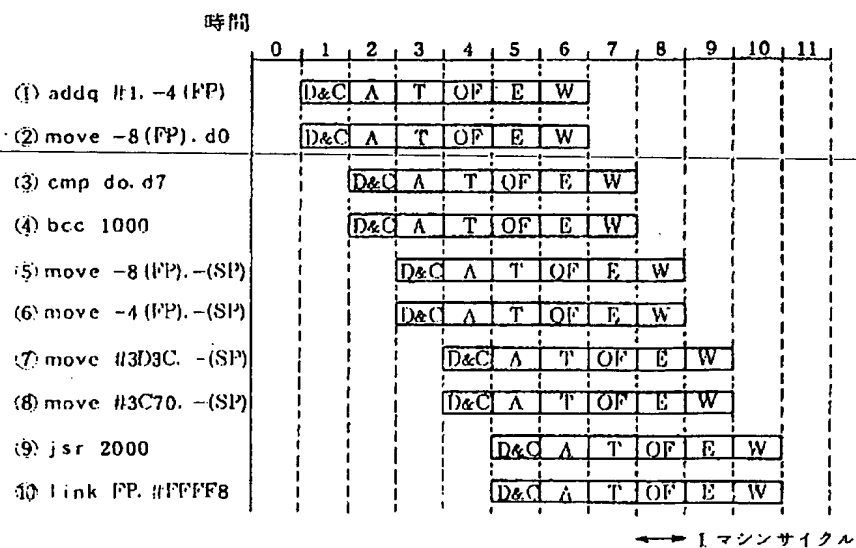 時間
0 1 2 3 4 5 6 7 8 9 10 11
① addq #1. -4(FP) D&C A T OF E W
② move -8(FP). d0 D&C A T OF E W
③ cmp do. d7 D&C A T OF E W
④ bcc 1000 D&C A T OF E W
⑤ move -8(FP). -(SP) D&C A T OF E W
⑥ move -4(FP). -(SP) D&C A T OF E W
⑦ move #3D3C. -(SP) D&C A T OF E W
⑧ move #3C70. -(SP) D&C A T OF E W
⑨ jsr 2000 D&C A T OF E W
⑩ link FP. #FFFF8 D&C A T OF E W
1 マシンサイクル